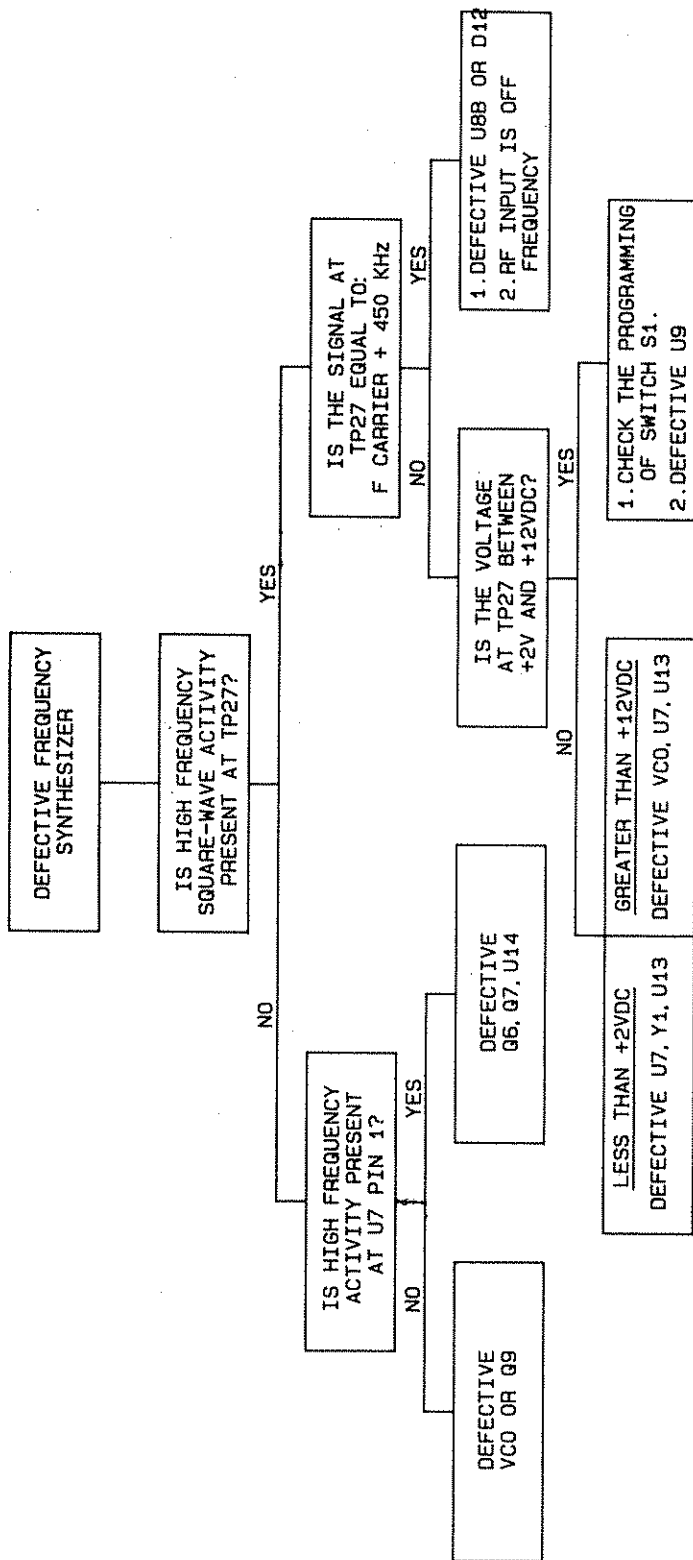 DEFECTIVE FREQUENCY
SYNTHESIZER
IS HIGH FREQUENCY
SQUARE-WAVE ACTIVITY
PRESENT AT TP27?
NO
YES
IS HIGH FREQUENCY
ACTIVITY PRESENT
AT U7 PIN 1?
IS THE SIGNAL AT
TP27 EQUAL TO:
F CARRIER + 450 KHz
NO
YES
NO
YES
DEFECTIVE
VCO OR Q9
DEFECTIVE
Q6, Q7, U14
IS THE VOLTAGE
AT TP27 BETWEEN
+2V AND +12VDC?
1.DEFECTIVE U8B OR D12
2.RF INPUT IS OFF
FREQUENCY
NO
YES
LESS THAN +2VDC
DEFECTIVE U7, Y1, U13
GREATER THAN +12VDC
DEFECTIVE VCO, U7, U13
1.CHECK THE PROGRAMMING
OF SWITCH S1.
2.DEFECTIVE U9